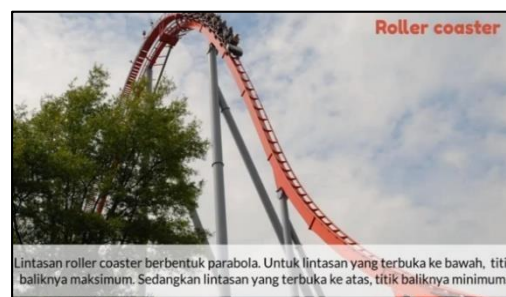 Roller coaster
Lintasan roller coaster berbentuk parabola. Untuk lintasan yang terbuka ke bawah, titi
baliknya maksimum. Sedangkan lintasan yang terbuka ke atas, titik baliknya minimum